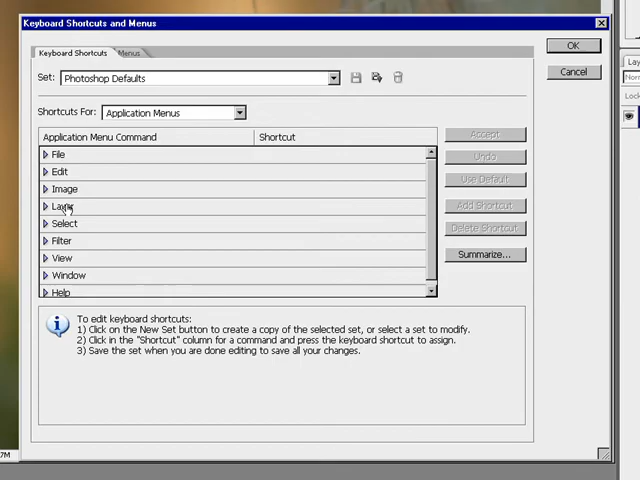 Keyboard Shortcuts and Menus
Keyboard Shortcuts
Menus
OK
Cancel
Set:
Photoshop Defaults
Shortcuts For:
Application Menus
Application Menu Command
Shortcut
File
Edit
Image
Layer
Select
Filter
View
Window
Help
Accept
Undo
Use Default
Add Shortcut
Delete Shortcut
Summarize...
To edit keyboard shortcuts:
1) Click on the New Set button to create a copy of the selected set, or select a set to modify.
2) Click in the "Shortcut" column for a command and press the keyboard shortcut to assign.
3) Save the set when you are done editing to save all your changes.